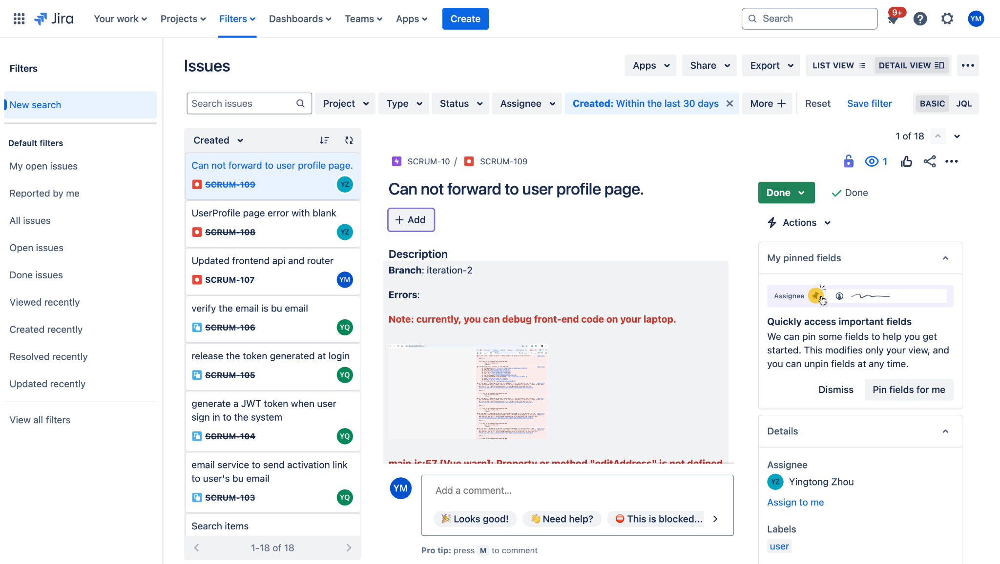 Jira
Your work
Projects
Filters
Dashboards
Teams
Apps
Create
Search
9+
YM
Filters
New search
Default filters
My open issues
Reported by me
All issues
Open issues
Done issues
Viewed recently
Created recently
Resolved recently
Updated recently
View all filters
Issues
Apps
Share
Export
LIST VIEW
DETAIL VIEW
Search issues
Project
Type
Status
Assignee
Created: Within the last 30 days
More
Reset
Save filter
BASIC
JQL
Created
Can not forward to user profile page.
SCRUM-109
YZ
UserProfile page error with blank
SCRUM-108
YZ
Updated frontend api and router
SCRUM-107
YM
verify the email is bu email
SCRUM-106
YQ
release the token generated at login
SCRUM-105
YQ
generate a JWT token when user
sign in to the system
SCRUM-104
YQ
email service to send activation link
to user's bu email
SCRUM-103
YQ
Search items
1-18 of 18
1 of 18
SCRUM-10 / SCRUM-109
1
Can not forward to user profile page.
Add
Description
Branch: iteration-2
Errors:
Note: currently, you can debug front-end code on your laptop.
main.js:57 [Vue warn]: Property or method "editAddress" is not defined
YM
Add a comment...
🎉 Looks good!
👋 Need help?
⛔ This is blocked...
Pro tip: press M to comment
Done
Done
Actions
My pinned fields
Assignee
Quickly access important fields
We can pin some fields to help you get
started. This modifies only your view, and
you can unpin fields at any time.
Dismiss
Pin fields for me
Details
Assignee
YZ
Yingtong Zhou
Assign to me
Labels
user